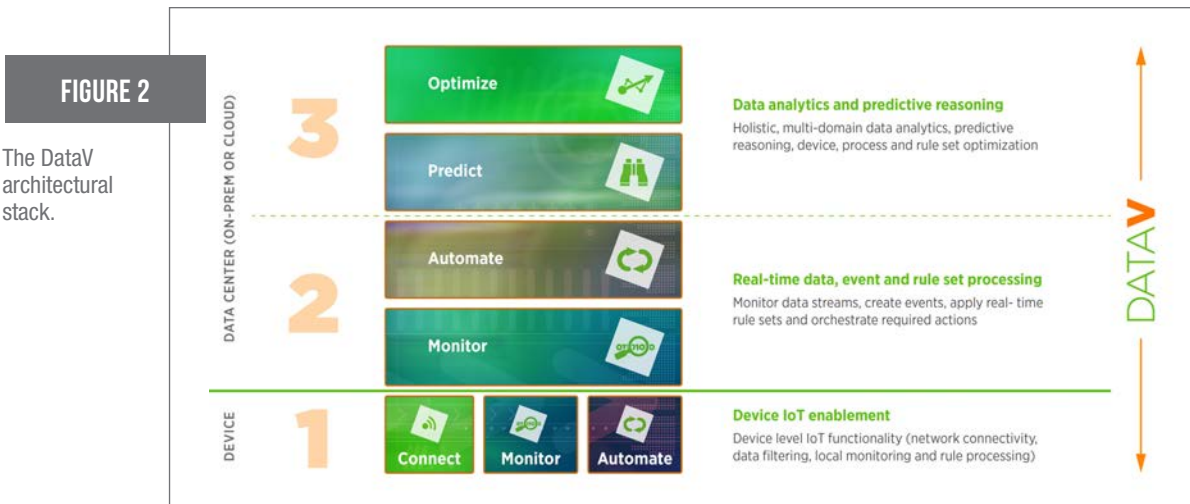 FIGURE 2
The DataV
architectural
stack.
DATA CENTER (ON-PREM OR CLOUD)
3
Optimize
Predict
Data analytics and predictive reasoning
Holistic, multi-domain data analytics, predictive
reasoning, device, process and rule set optimization
2
Automate
Monitor
Real-time data, event and rule set processing
Monitor data streams, create events, apply real- time
rule sets and orchestrate required actions
DEVICE
1
Connect
Monitor
Automate
Device IoT enablement
Device level IoT functionality (network connectivity,
data filtering, local monitoring and rule processing)
DATAV